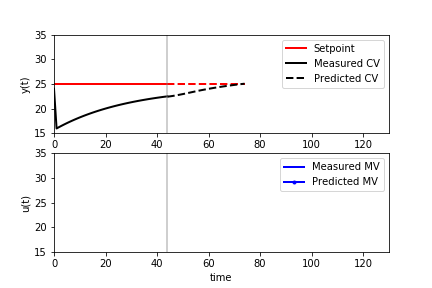 35
30
25
20
15
y(t)
Setpoint
Measured CV
Predicted CV
0 20 40 60 80 100 120
35
30
25
20
15
u(t)
Measured MV
Predicted MV
0 20 40 60 80 100 120
time